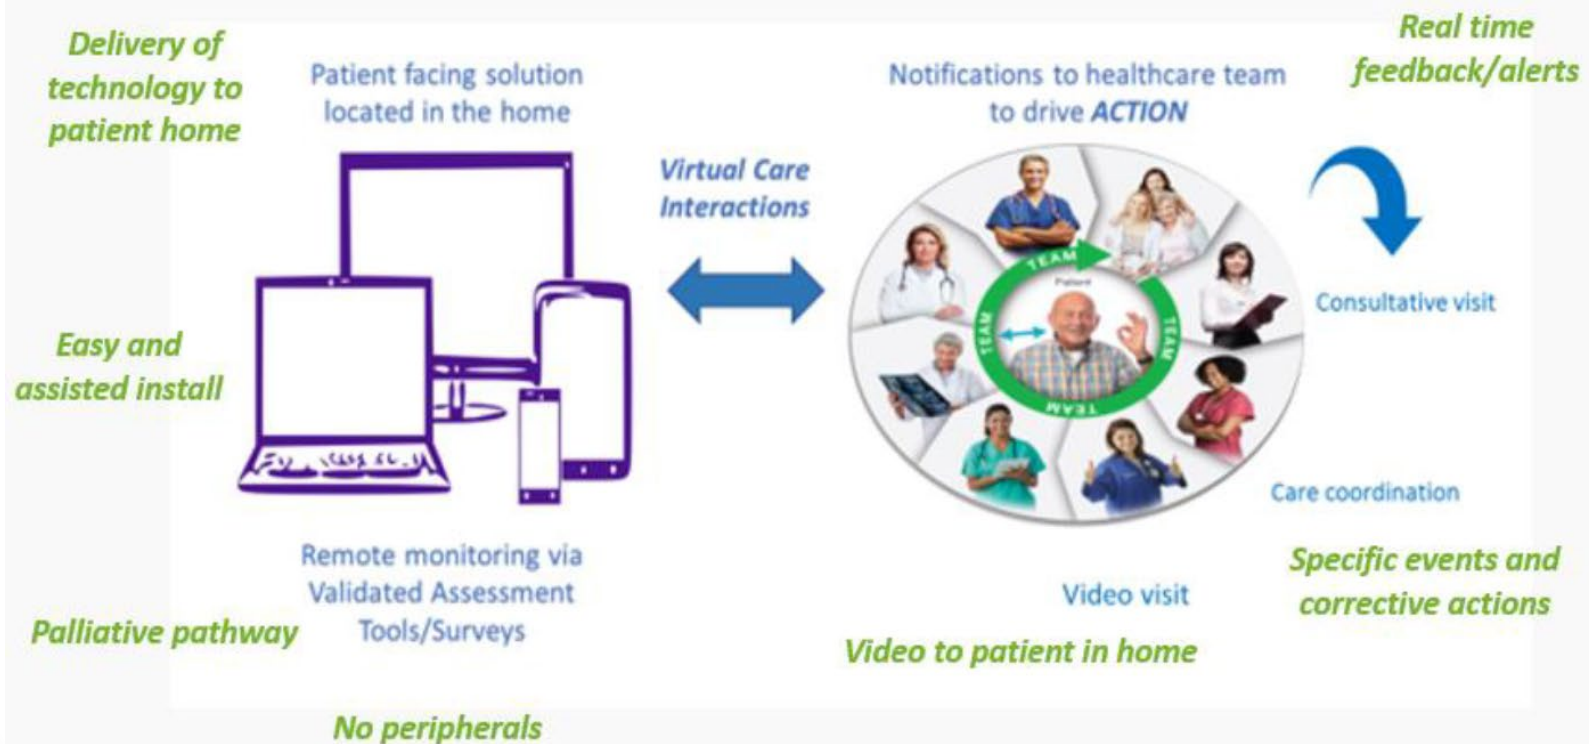 Delivery of
technology to
patient home
Patient facing solution
located in the home
Notifications to healthcare team
to drive ACTION
Real time
feedback/alerts
Virtual Care
Interactions
TEAM
Patient
TEAM
TEAM
TEAM
Consultative visit
Easy and
assisted install
Care coordination
Remote monitoring via
Validated Assessment
Tools/Surveys
Video visit
Specific events and
corrective actions
Palliative pathway
Video to patient in home
No peripherals